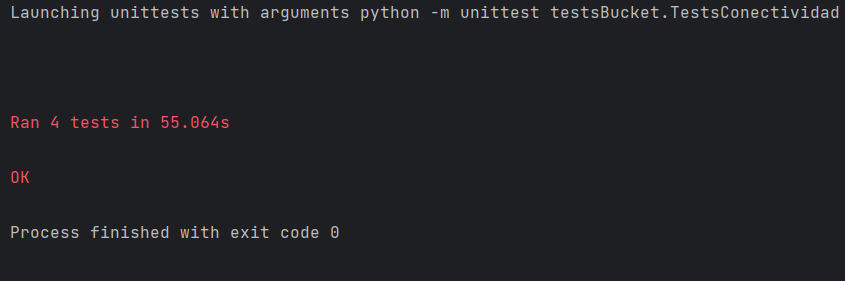 Launching unittests with arguments python -m unittest testsBucket.TestsConectividad
Ran 4 tests in 55.064s
OK
Process finished with exit code 0